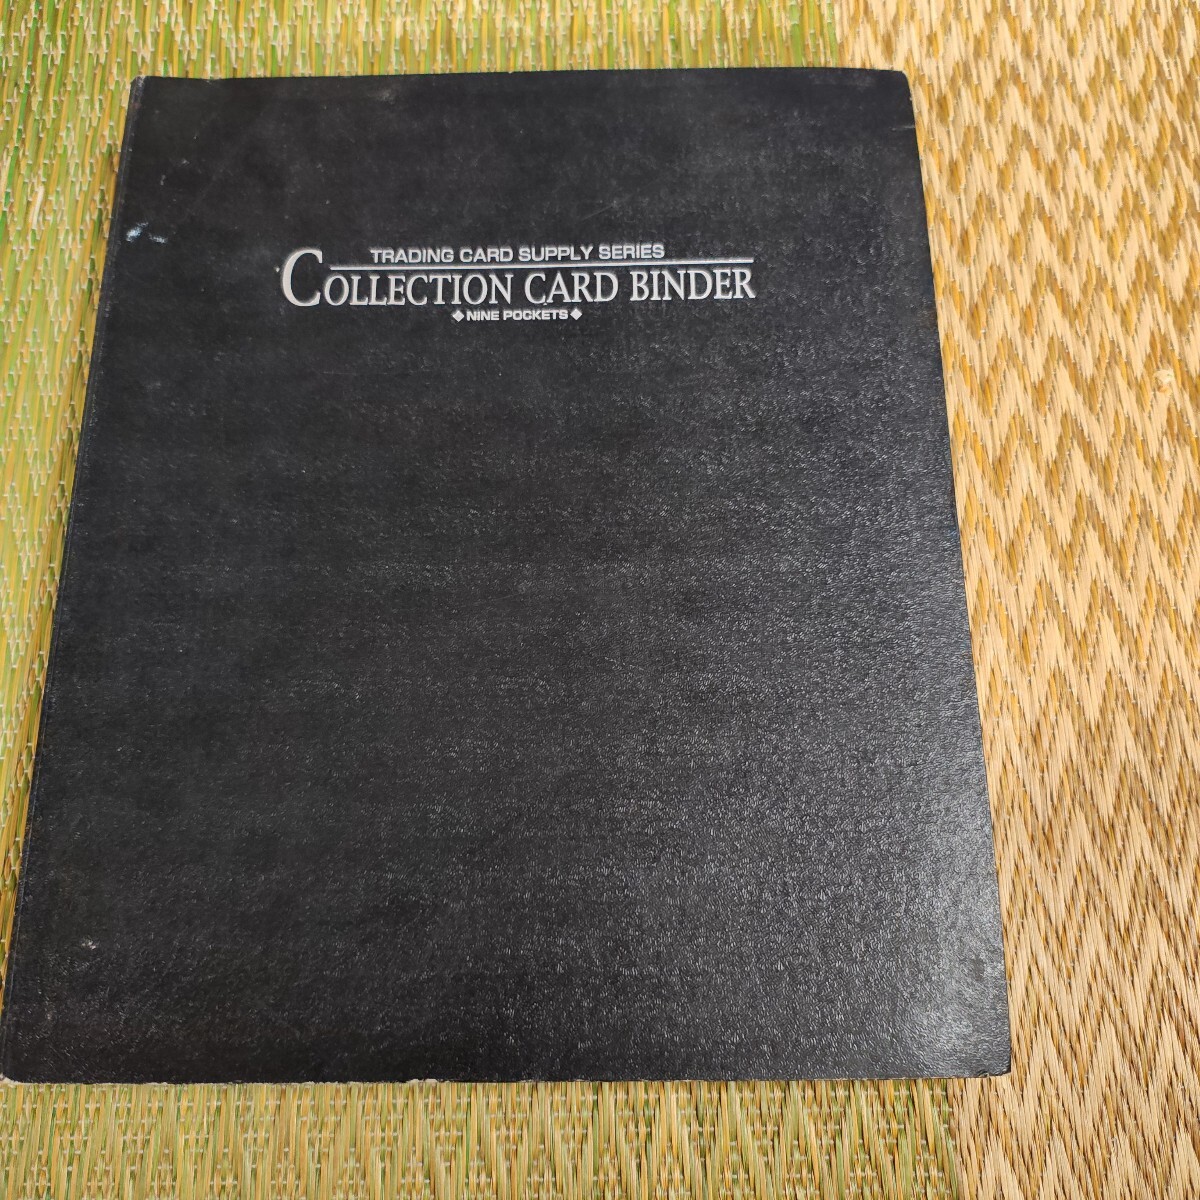 TRADING CARD SUPPLY SERIES
COLLECTION CARD BINDER
◆NINE POCKETS◆